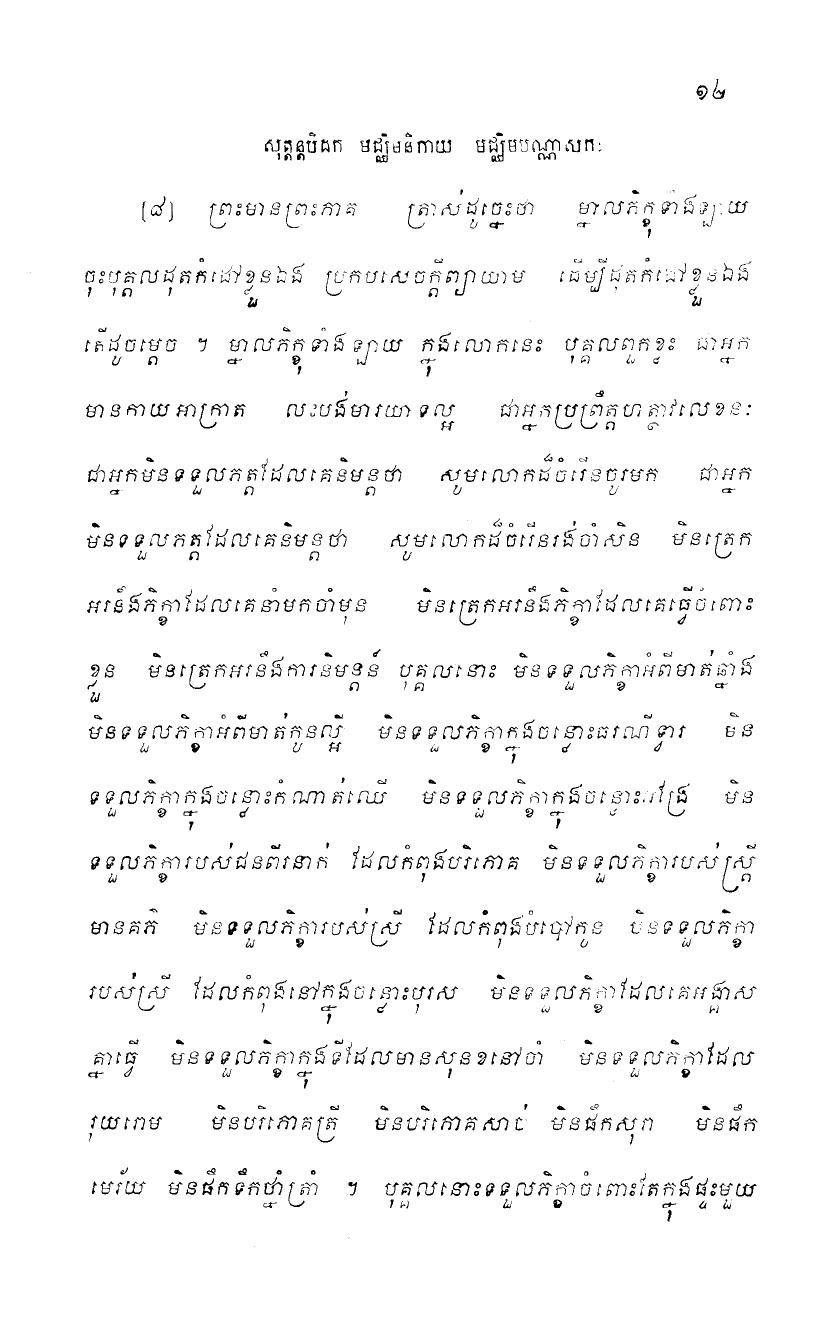 ១២
សុត្តន្តបិដក មជ្ឈិមនិកាយ មជ្ឈិមបណ្ណាសកៈ
[៨] ព្រះមានព្រះភាគ ត្រាស់ដូច្នេះថា ម្នាលភិក្ខុទាំងឡាយ
ចុះបុគ្គលដុតកំដៅខ្លួនឯង ប្រកបសេចក្តីព្យាយាម ដើម្បីដុតកំដៅខ្លួនឯង
តើដូចម្តេច ។ ម្នាលភិក្ខុទាំងឡាយ ក្នុងលោកនេះ បុគ្គលពួកខ្លះ ជាអ្នក
មានកាយអាក្រាត លះបង់មារយាទល្អ ជាអ្នកប្រព្រឹត្តហត្ថាវលេខនៈ
ជាអ្នកមិនទទួលភត្តដែលគេនិមន្តថា សូមលោកដ៏ចំរើនចូរមក ជាអ្នក
មិនទទួលភត្តដែលគេនិមន្តថា សូមលោកដ៏ចំរើនរង់ចាំសិន មិនត្រេក
អរនឹងភិក្ខាដែលគេនាំមកចាំមុន មិនត្រេកអរនឹងភិក្ខាដែលគេធ្វើចំពោះ
ខ្លួន មិនត្រេកអរនឹងការនិមន្តន៍ បុគ្គលនោះ មិនទទួលភិក្ខាអំពីមាត់ឆ្នាំង
មិនទទួលភិក្ខាអំពីមាត់កូនល្អី មិនទទួលភិក្ខាក្នុងចន្លោះធរណីទ្វារ មិន
ទទួលភិក្ខាក្នុងចន្លោះកំណាត់ឈើ មិនទទួលភិក្ខាក្នុងចន្លោះអង្រែ មិន
ទទួលភិក្ខារបស់ជនពីរនាក់ ដែលកំពុងបរិភោគ មិនទទួលភិក្ខារបស់ស្ត្រី
មានគភ៌ មិនទទួលភិក្ខារបស់ស្រី ដែលកំពុងបំបៅកូន មិនទទួលភិក្ខា
របស់ស្រី ដែលកំពុងនៅក្នុងចន្លោះបុរស មិនទទួលភិក្ខាដែលគេអង្គាស
គ្នាធ្វើ មិនទទួលភិក្ខាក្នុងទីដែលមានសុនខនៅចាំ មិនទទួលភិក្ខាដែល
រុយរោម មិនបរិភោគត្រី មិនបរិភោគសាច់ មិនផឹកសុរា មិនផឹក
មេរ័យ មិនផឹកទឹកថ្នាំត្រាំ ។ បុគ្គលនោះទទួលភិក្ខាចំពោះតែក្នុងផ្ទះមួយ